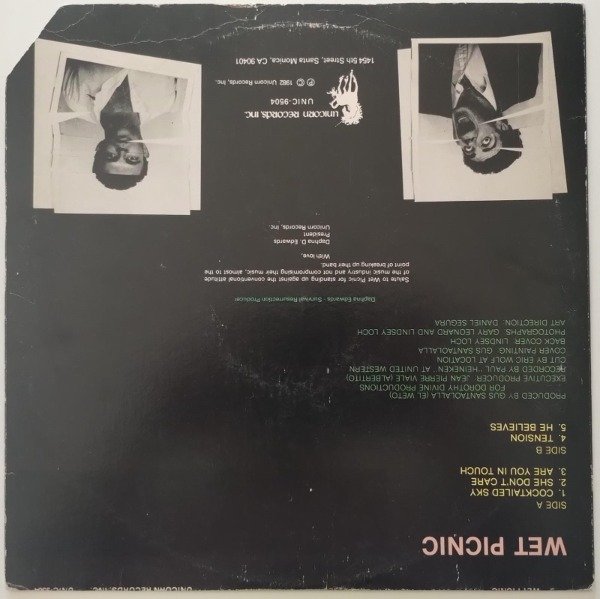 WET PICNIC
UNICORN RECORDS, INC.
WET PICNIC
SIDE A
1. COCKTAILED SKY
2. SHE DON'T CARE
3. ARE YOU IN TOUCH
SIDE B
4. TENSION
5. HE BELIEVES
PRODUCED BY GUS SANTAOLALLA (EL WETO)
FOR DOROTHY DIVINE PRODUCTIONS
EXECUTIVE PRODUCER: JEAN PIERRE VIALE (ALBERTITO)
RECORDED BY PAUL "HEINEKEN" AT UNITED WESTERN
CUT BY ERIC WOLF AT LOCATION
COVER PAINTING: GUS SANTAOLALLA
BACK COVER: LINDSEY LOCH
PHOTOGRAPHS: GARY LEONARD AND LINDSEY LOCH
ART DIRECTION: DANIEL SEGURA
Daphna Edwards - Survival Resurrection Producer
Salute to Wet Picnic for standing up against the conventional attitude
of the music industry and not compromising their music, almost to the
point of breaking up their band.
With love,
Daphna D. Edwards
President
Unicorn Records, Inc.
UNICORN RECORDS, INC.
UNIC-9504
Ⓟ © 1982 Unicorn Records, Inc.
1454 5th Street, Santa Monica, CA 90401